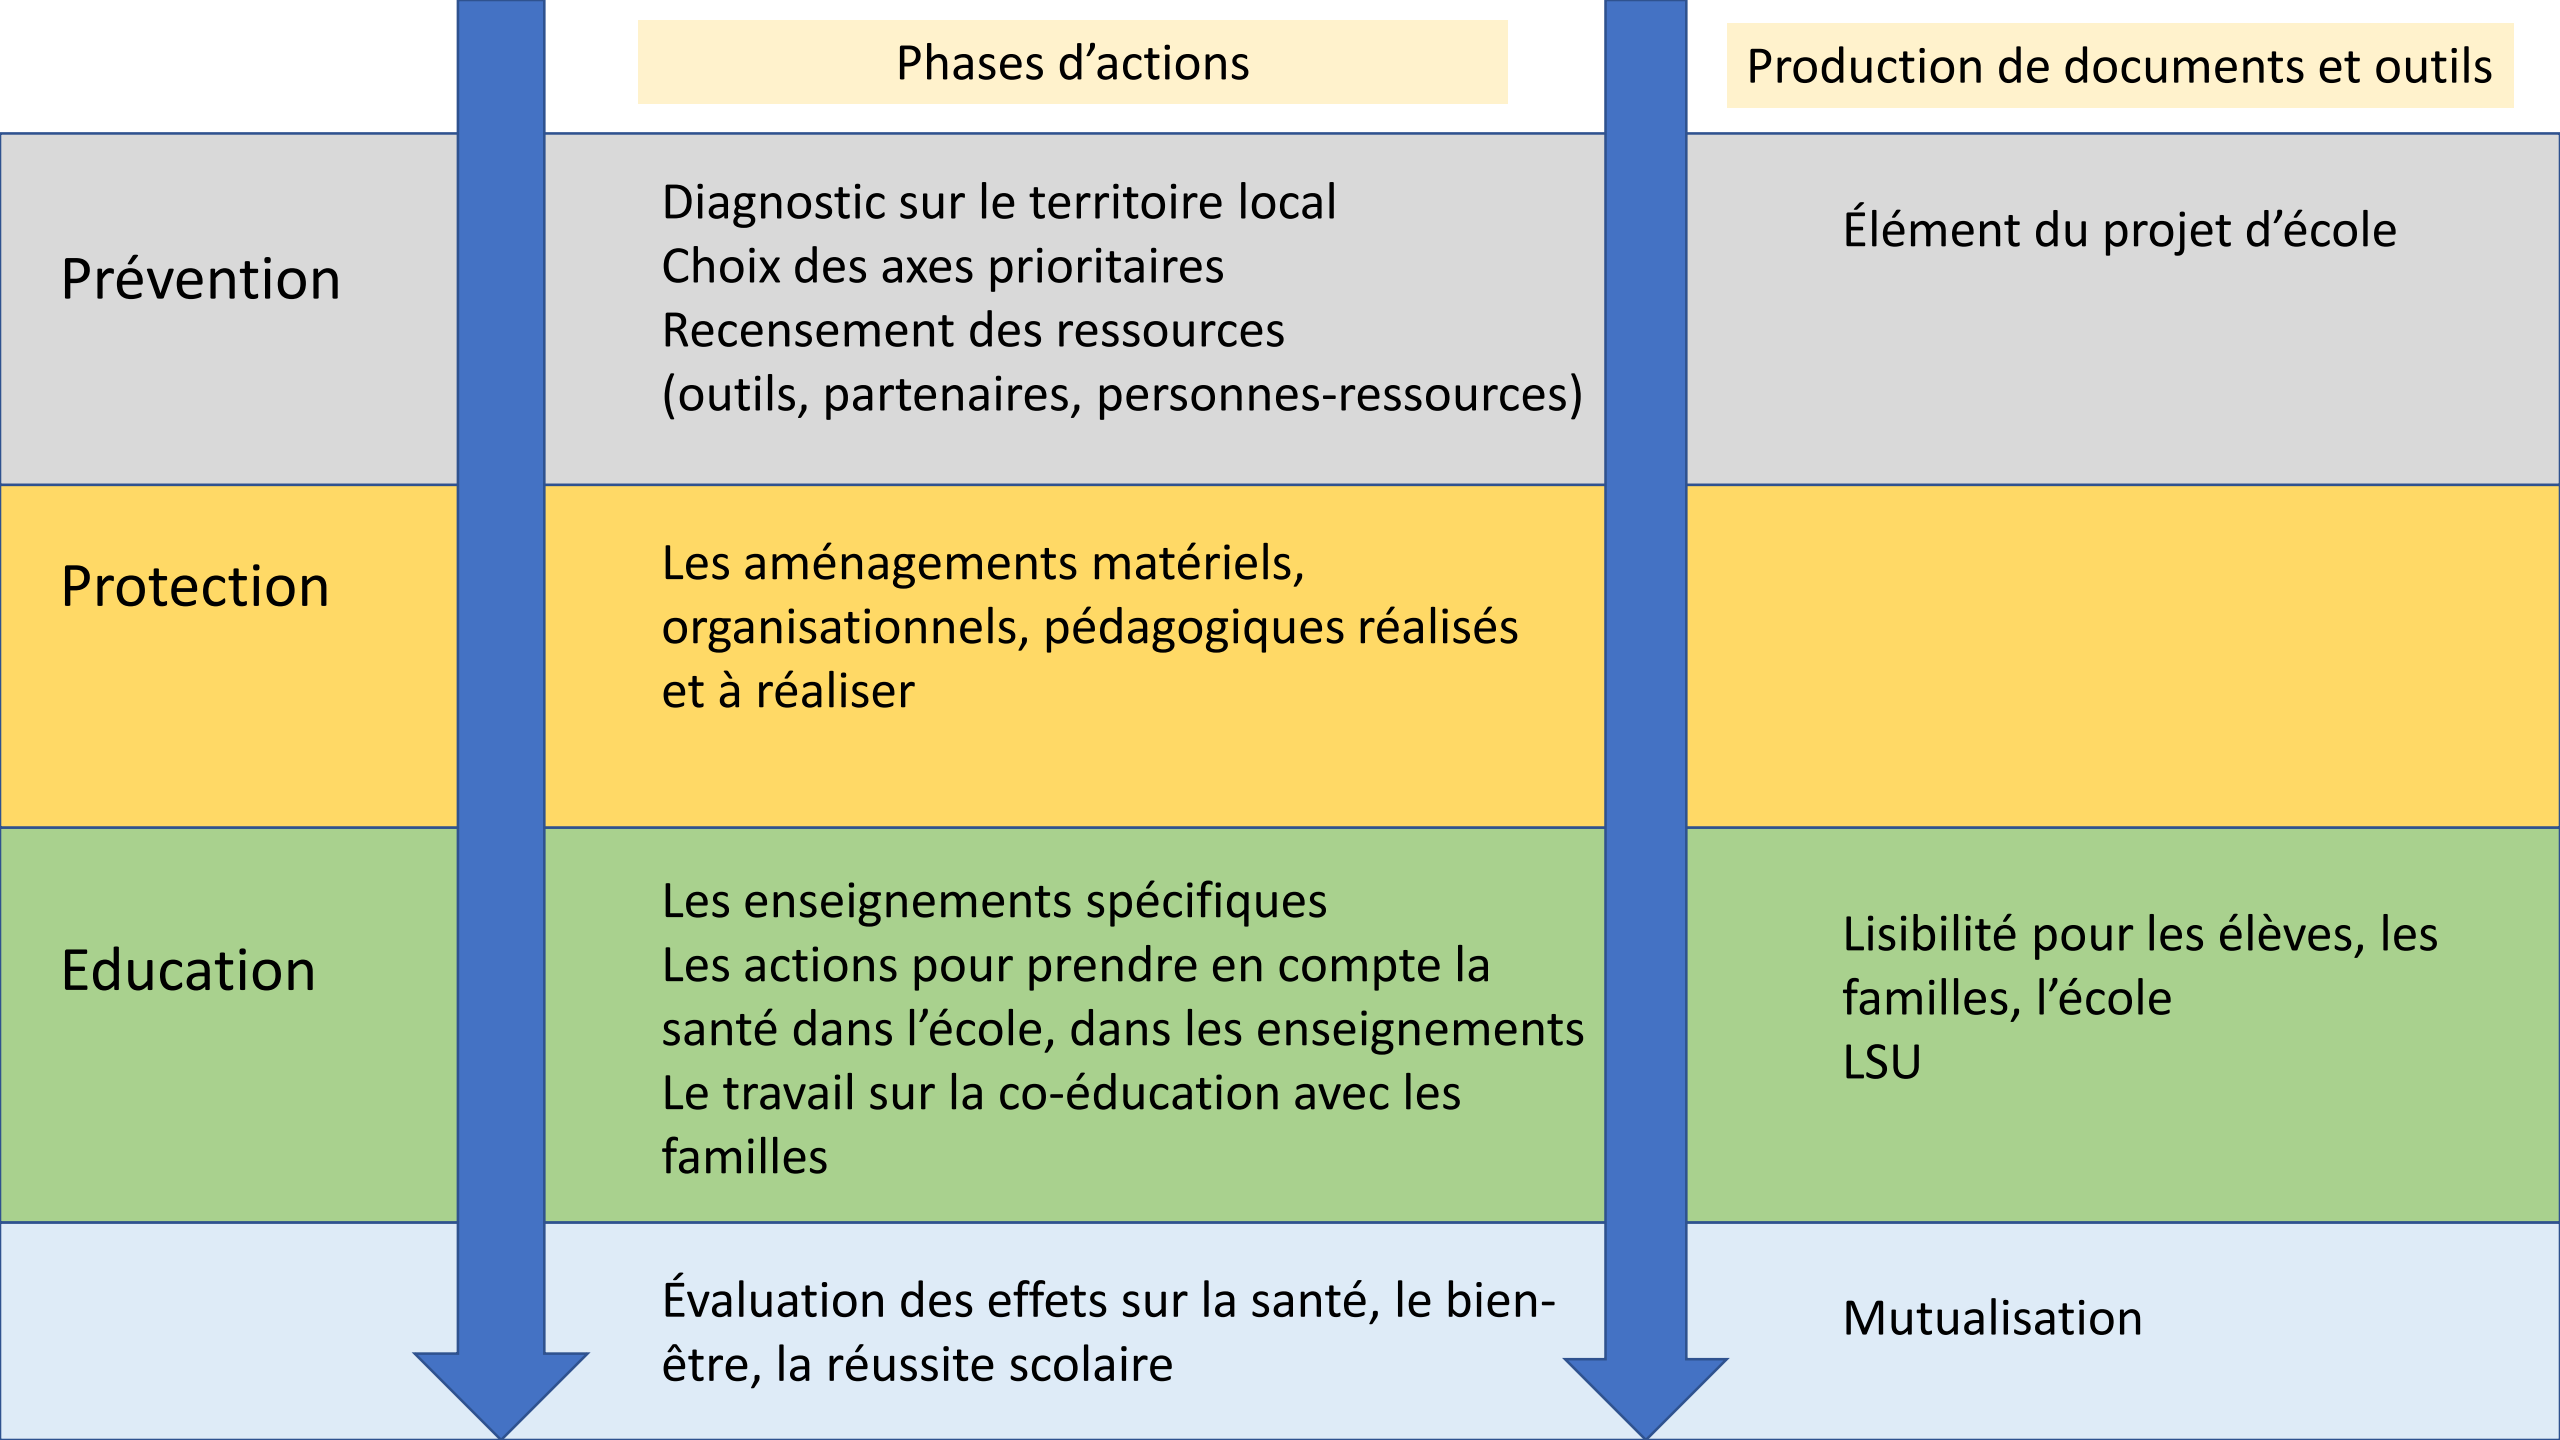 Phases d’actions
Production de documents et outils
Prévention
Diagnostic sur le territoire local
Choix des axes prioritaires
Recensement des ressources
(outils, partenaires, personnes-ressources)
Élément du projet d’école
Protection
Les aménagements matériels,
organisationnels, pédagogiques réalisés
et à réaliser
Education
Les enseignements spécifiques
Les actions pour prendre en compte la
santé dans l’école, dans les enseignements
Le travail sur la co-éducation avec les
familles
Lisibilité pour les élèves, les
familles, l’école
LSU
Évaluation des effets sur la santé, le bien-
être, la réussite scolaire
Mutualisation